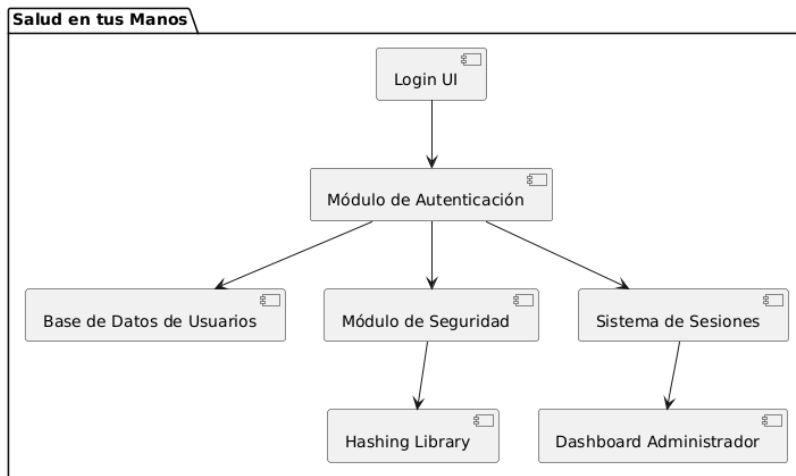 Salud en tus Manos
Login UI
Módulo de Autenticación
Base de Datos de Usuarios
Módulo de Seguridad
Sistema de Sesiones
Hashing Library
Dashboard Administrador